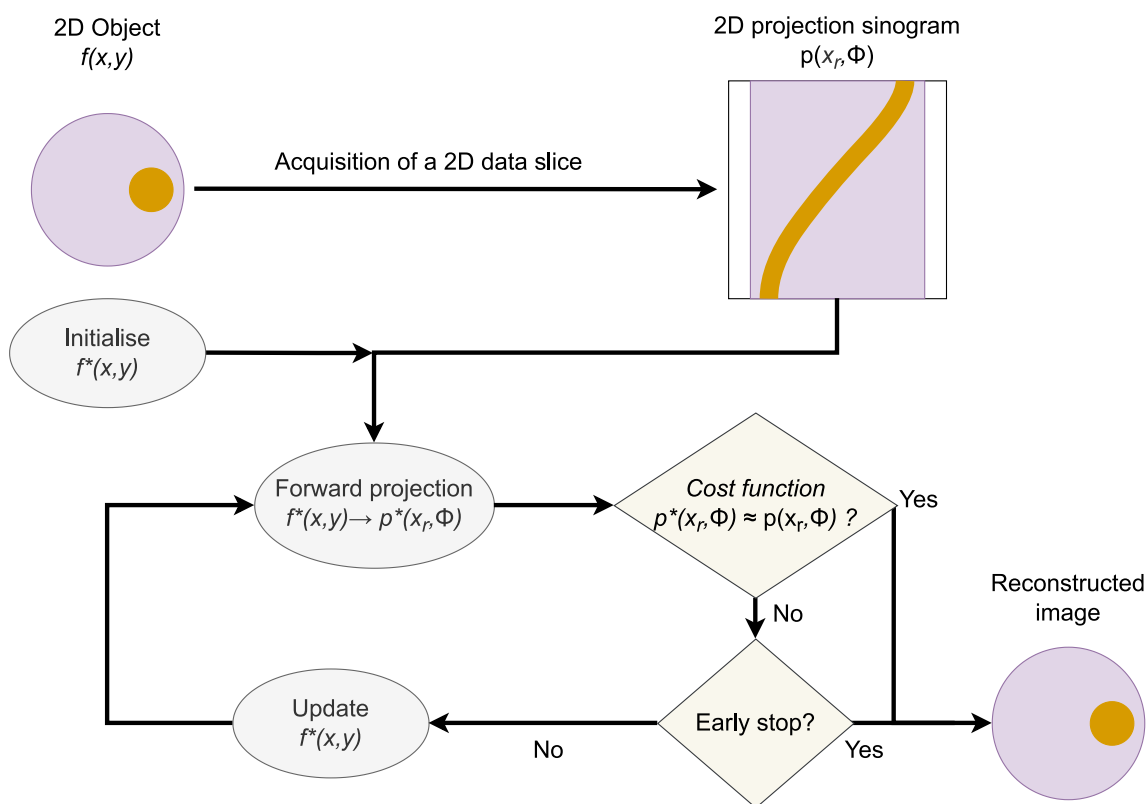 2D Object
f(x,y)
2D projection sinogram
p(xᵣ,Φ)
Acquisition of a 2D data slice
Initialise
f*(x,y)
Forward projection
f*(x,y)→ p*(xᵣ,Φ)
Cost function
p*(xᵣ,Φ) ≈ p(xᵣ,Φ) ?
Yes
No
Reconstructed
image
Update
f*(x,y)
No
Early stop?
Yes